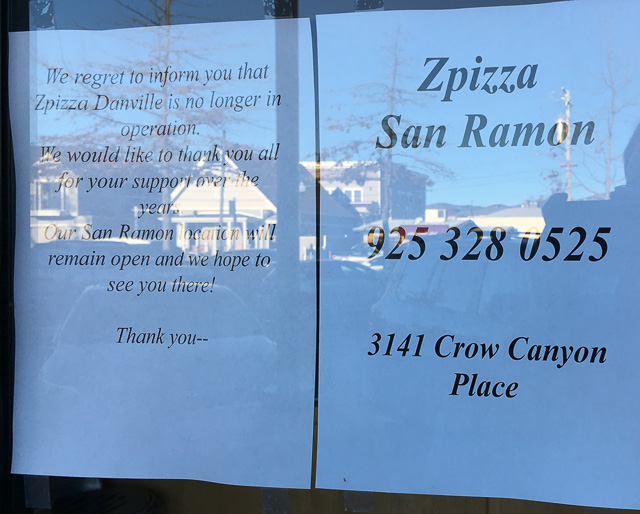 We regret to inform you that
Zpizza Danville is no longer in
operation.
We would like to thank you all
for your support over the
years.
Our San Ramon location will
remain open and we hope to
see you there!
Thank you--
Zpizza
San Ramon
925 328 0525
3141 Crow Canyon
Place